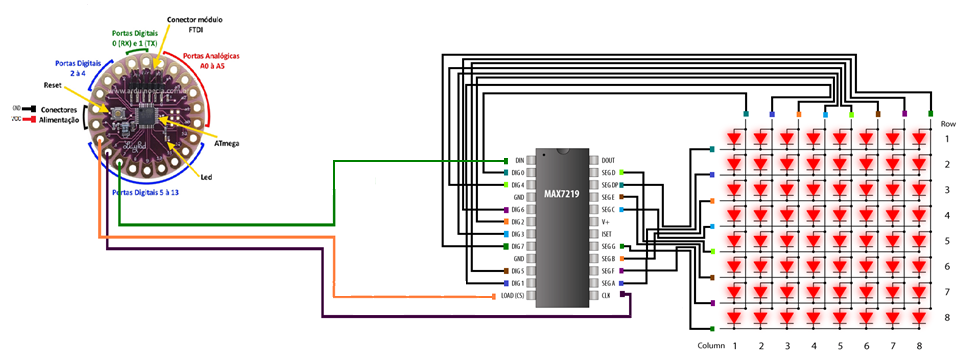 Conector módulo
FTDI
Portas Digitais
0 (RX) e 1 (TX)
Portas Analógicas
A0 à A5
Portas Digitais
2 à 4
Reset
www.arduinoecia.com.br
GND
Conectores
VCC
Alimentação
ATmega
Led
Portas Digitais 5 à 13
MAX7219
DIN
DIG 0
DIG 4
GND
DIG 6
DIG 2
DIG 3
DIG 7
GND
DIG 5
DIG 1
LOAD (CS)
DOUT
SEG D
SEG DP
SEG E
SEG C
V+
ISET
SEG G
SEG B
SEG F
SEG A
CLK
Row
1
2
3
4
5
6
7
8
Column 1 2 3 4 5 6 7 8